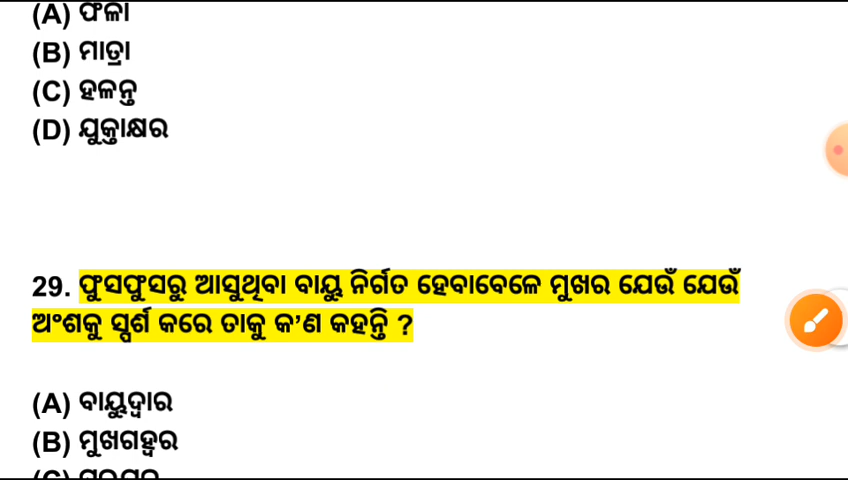 (A) ଫଳା
(B) ମାତ୍ରା
(C) ହଳନ୍ତ
(D) ଯୁକ୍ତାକ୍ଷର
29. ଫୁସଫୁସରୁ ଆସୁଥିବା ବାୟୁ ନିର୍ଗତ ହେବାବେଳେ ମୁଖର ଯେଉଁ ଯେଉଁ
ଅଂଶକୁ ସ୍ପର୍ଶ କରେ ତାକୁ କ'ଣ କହନ୍ତି ?
(A) ବାୟୁଦ୍ୱାର
(B) ମୁଖଗହ୍ୱର
(C)